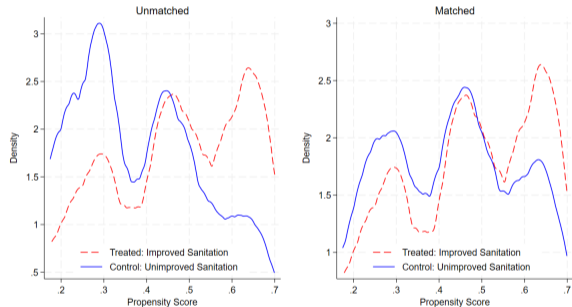 Unmatched
Density
3
2.5
2
1.5
1
.5
.2
.3
.4
.5
.6
.7
Propensity Score
Treated: Improved Sanitation
Control: Unimproved Sanitation
Matched
Density
3
2.5
2
1.5
1
.2
.3
.4
.5
.6
.7
Propensity Score
Treated: Improved Sanitation
Control: Unimproved Sanitation